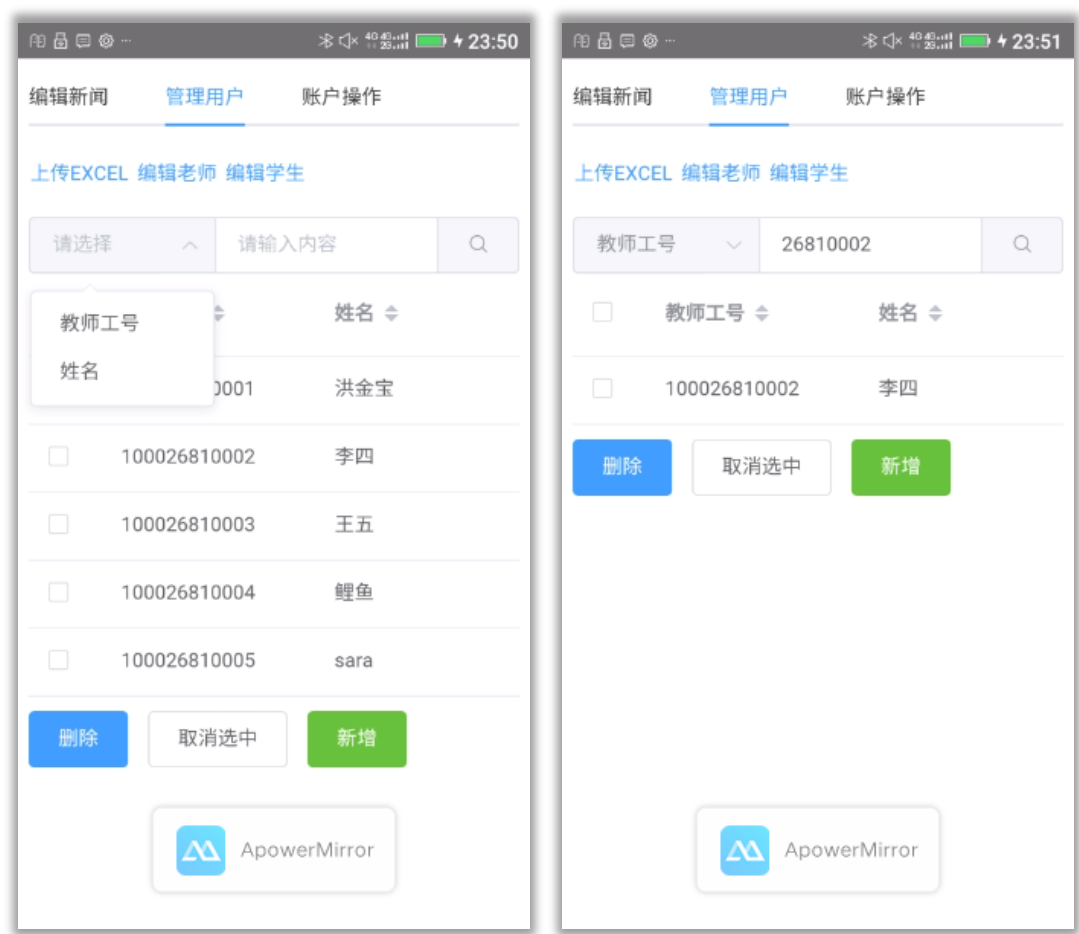 23:50
编辑新闻 管理用户 账户操作
上传EXCEL 编辑老师 编辑学生
请选择 请输入内容
教师工号
姓名
姓名
0001 洪金宝
100026810002 李四
100026810003 王五
100026810004 鲤鱼
100026810005 sara
删除 取消选中 新增
ApowerMirror
23:51
编辑新闻 管理用户 账户操作
上传EXCEL 编辑老师 编辑学生
教师工号 26810002
教师工号 姓名
100026810002 李四
删除 取消选中 新增
ApowerMirror